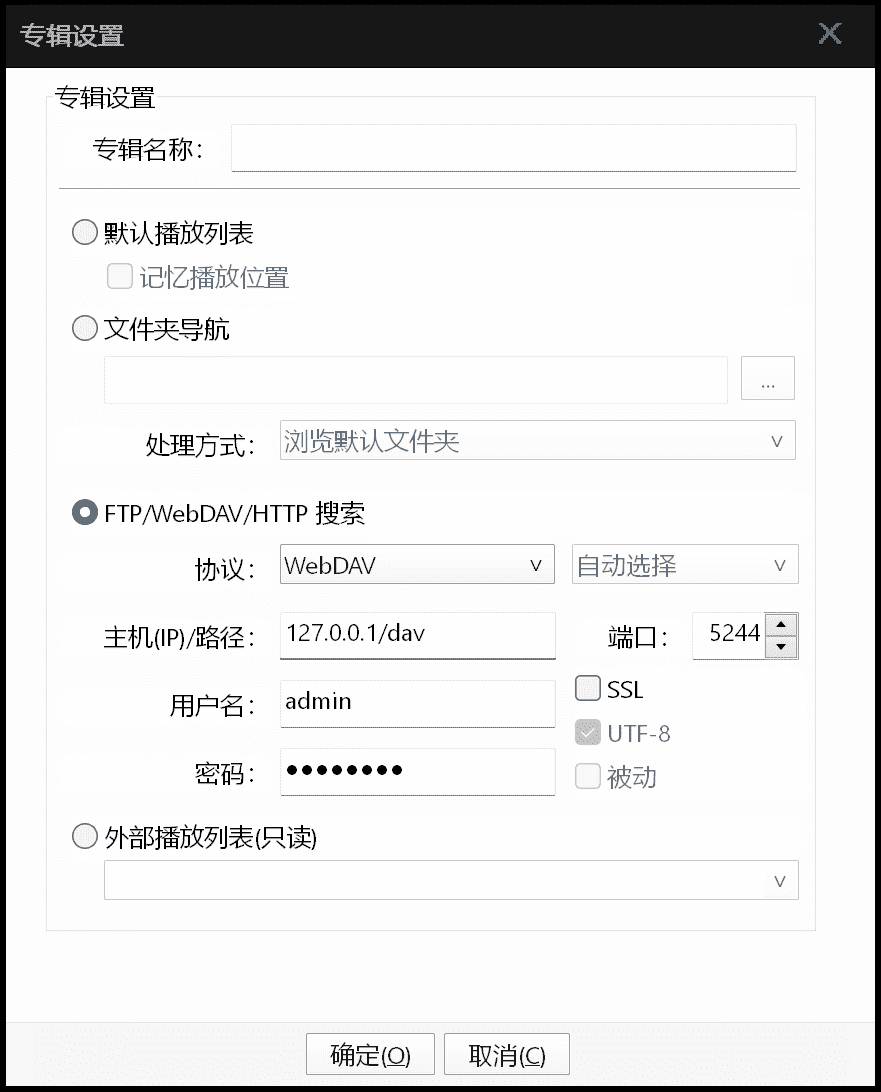 专辑设置
专辑设置
专辑名称：
默认播放列表
记忆播放位置
文件夹导航
...
处理方式： 浏览默认文件夹
FTP/WebDAV/HTTP 搜索
协议： WebDAV 自动选择
主机(IP)/路径： 127.0.0.1/dav 端口： 5244
用户名： admin SSL
UTF-8
密码： ●●●●●●●● 被动
外部播放列表(只读)
确定(O) 取消(C)